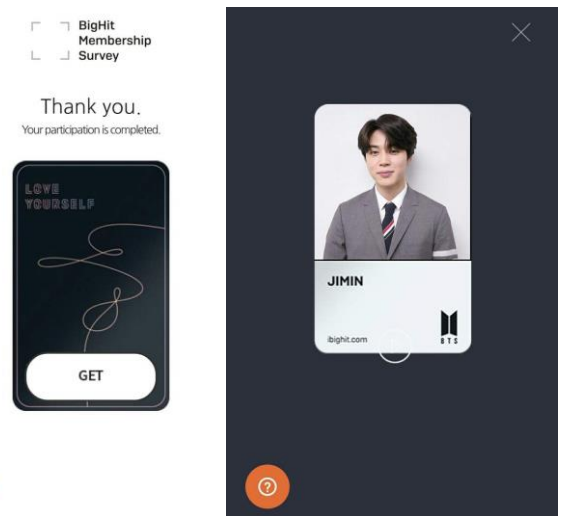 BigHit
Membership
Survey
Thank you.
Your participation is completed.
LOVE
YOURSELF
GET
JIMIN
ibighit.com
BTS
?